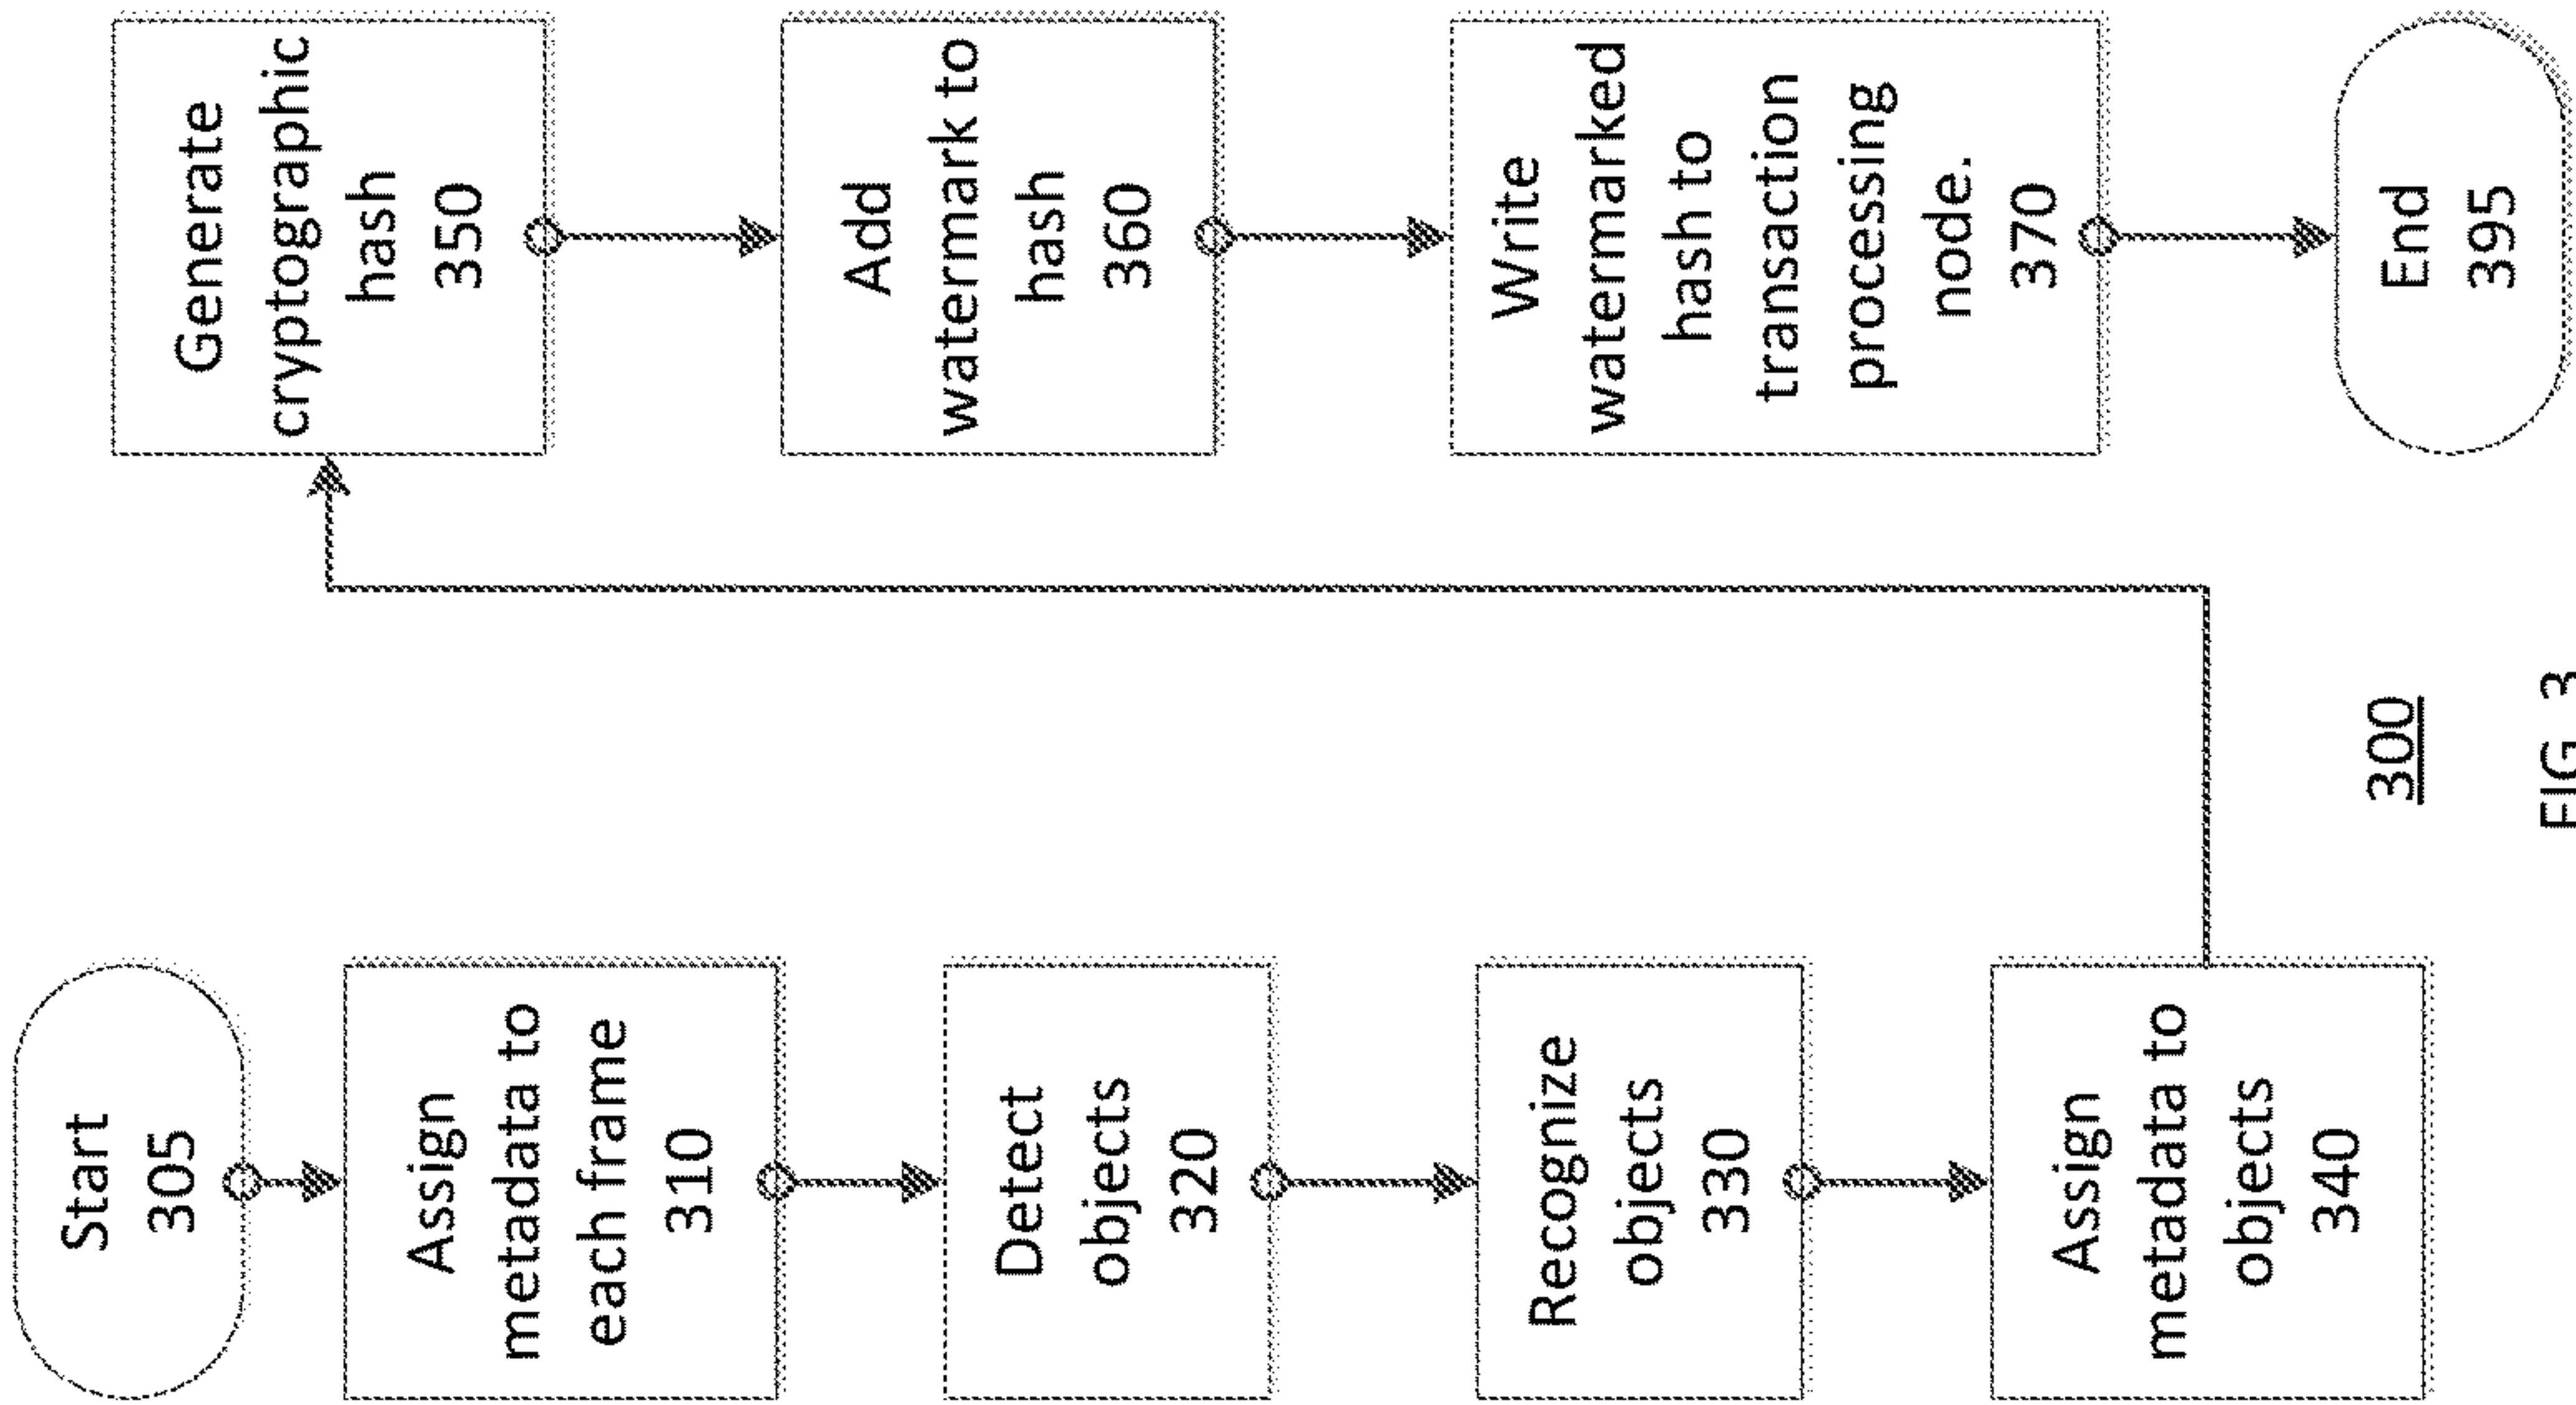 Start
305
Assign
metadata to
each frame
310
Detect
objects
320
Recognize
objects
330
Assign
metadata to
objects
340
Generate
cryptographic
hash
350
Add
watermark to
hash
360
Write
watermarked
hash to
transaction
processing
node.
370
End
395
300
FIG. 3